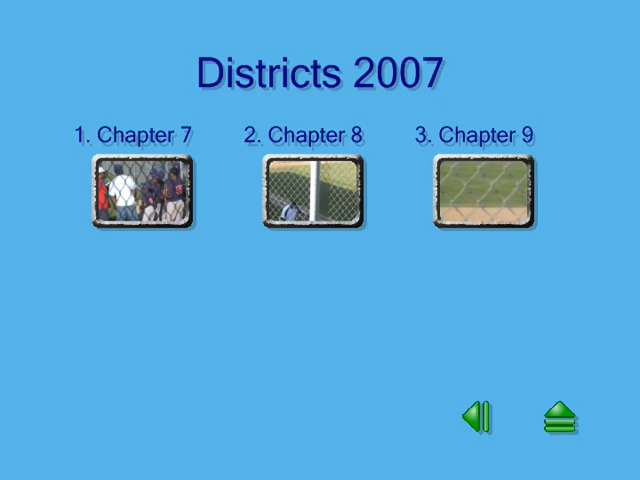 Districts 2007
1. Chapter 7
2. Chapter 8
3. Chapter 9